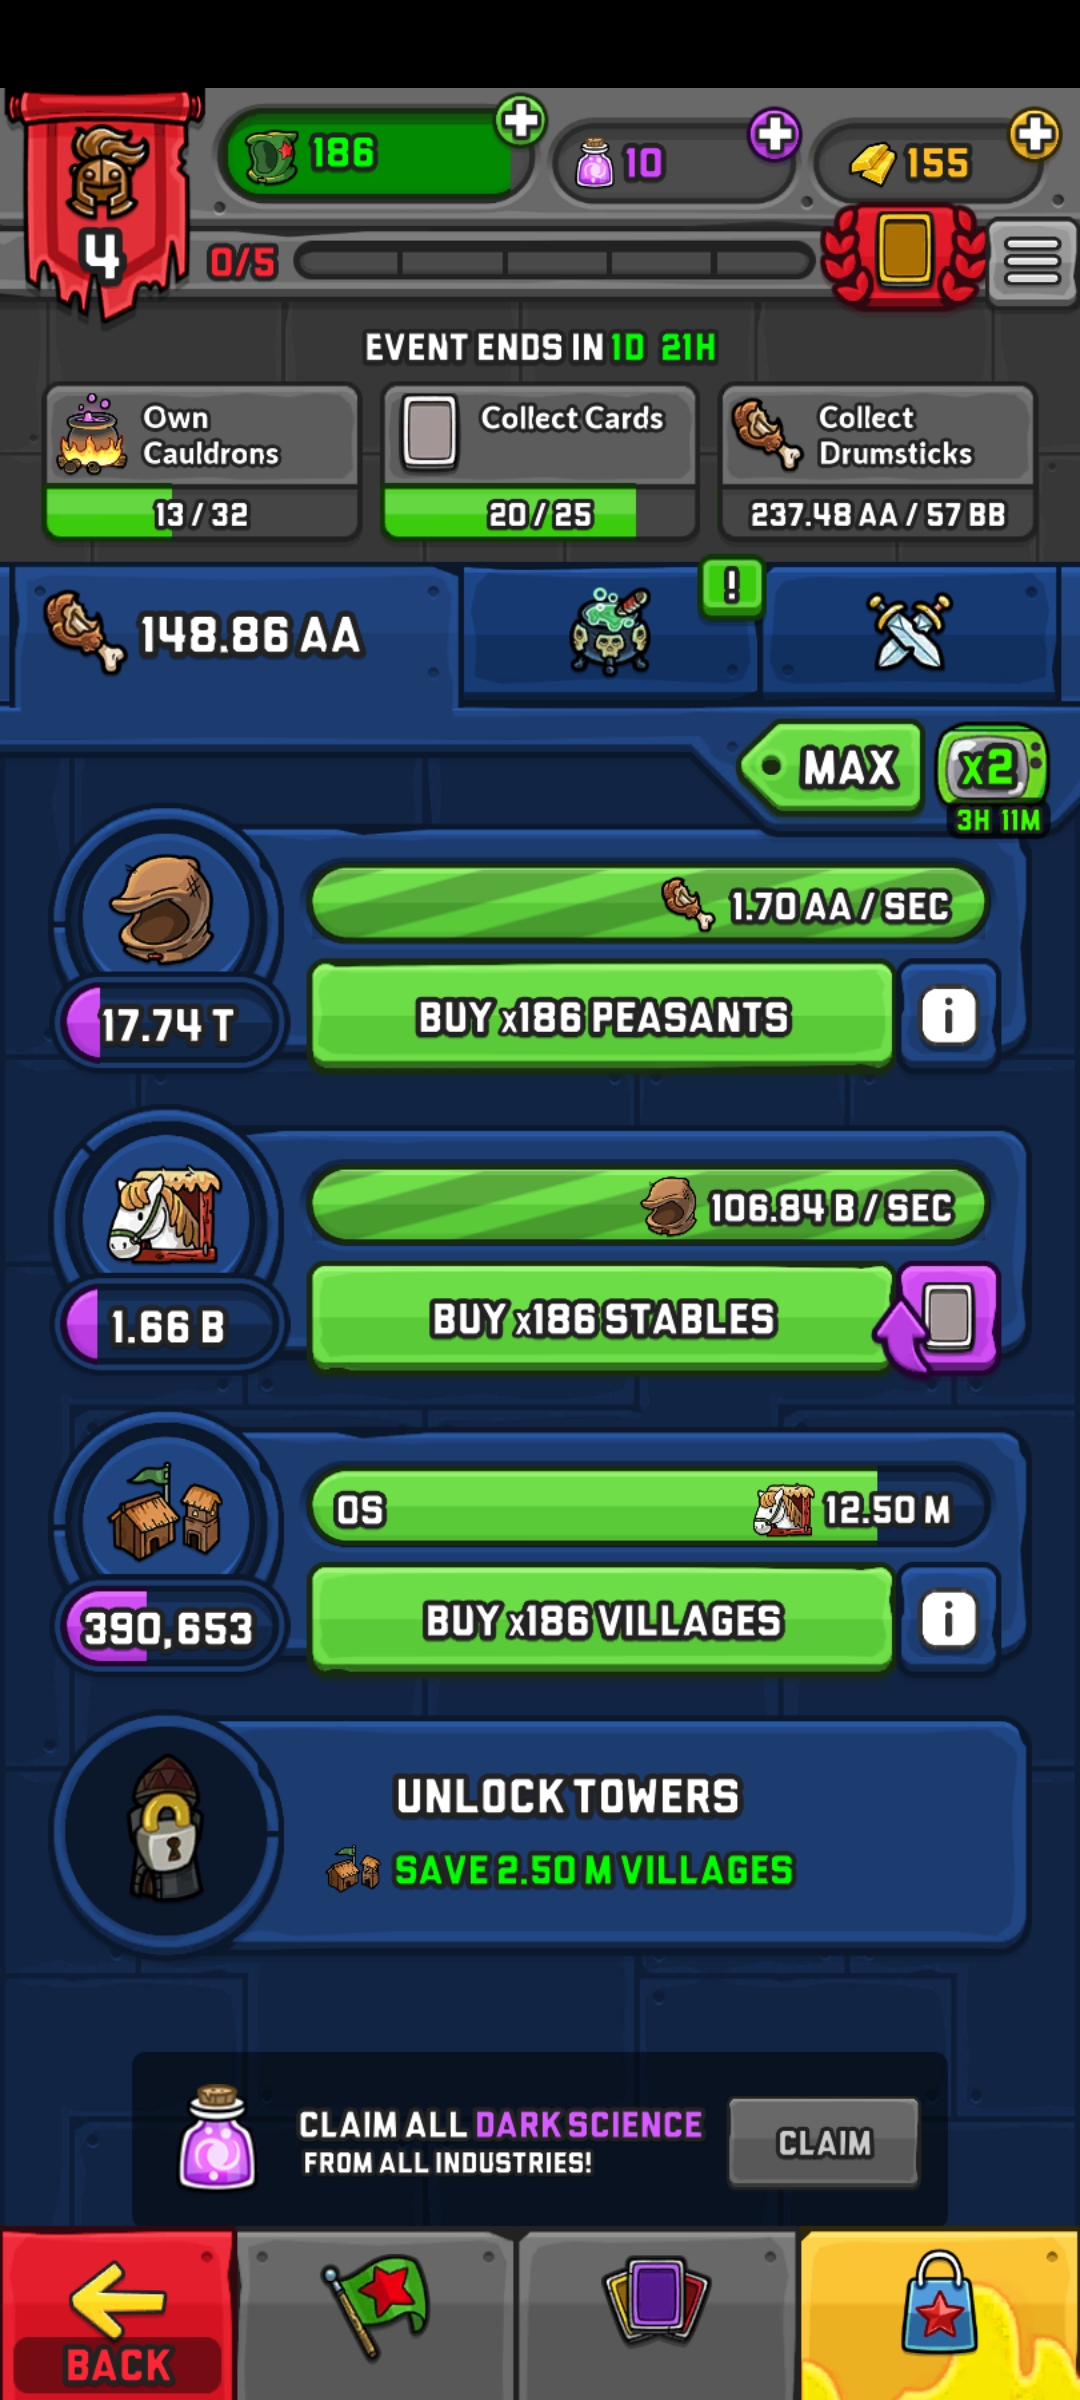 186
10
155
4
0/5
EVENT ENDS IN 1D 21H
Own
Cauldrons
13 / 32
Collect Cards
20 / 25
Collect
Drumsticks
237.48 AA / 57 BB
148.86 AA
!
MAX
x2
3H 11M
1.70 AA / SEC
17.74 T
BUY x186 PEASANTS
i
106.84 B / SEC
1.66 B
BUY x186 STABLES
0S
12.50 M
390,653
BUY x186 VILLAGES
i
UNLOCK TOWERS
SAVE 2.50 M VILLAGES
CLAIM ALL DARK SCIENCE
FROM ALL INDUSTRIES!
CLAIM
BACK